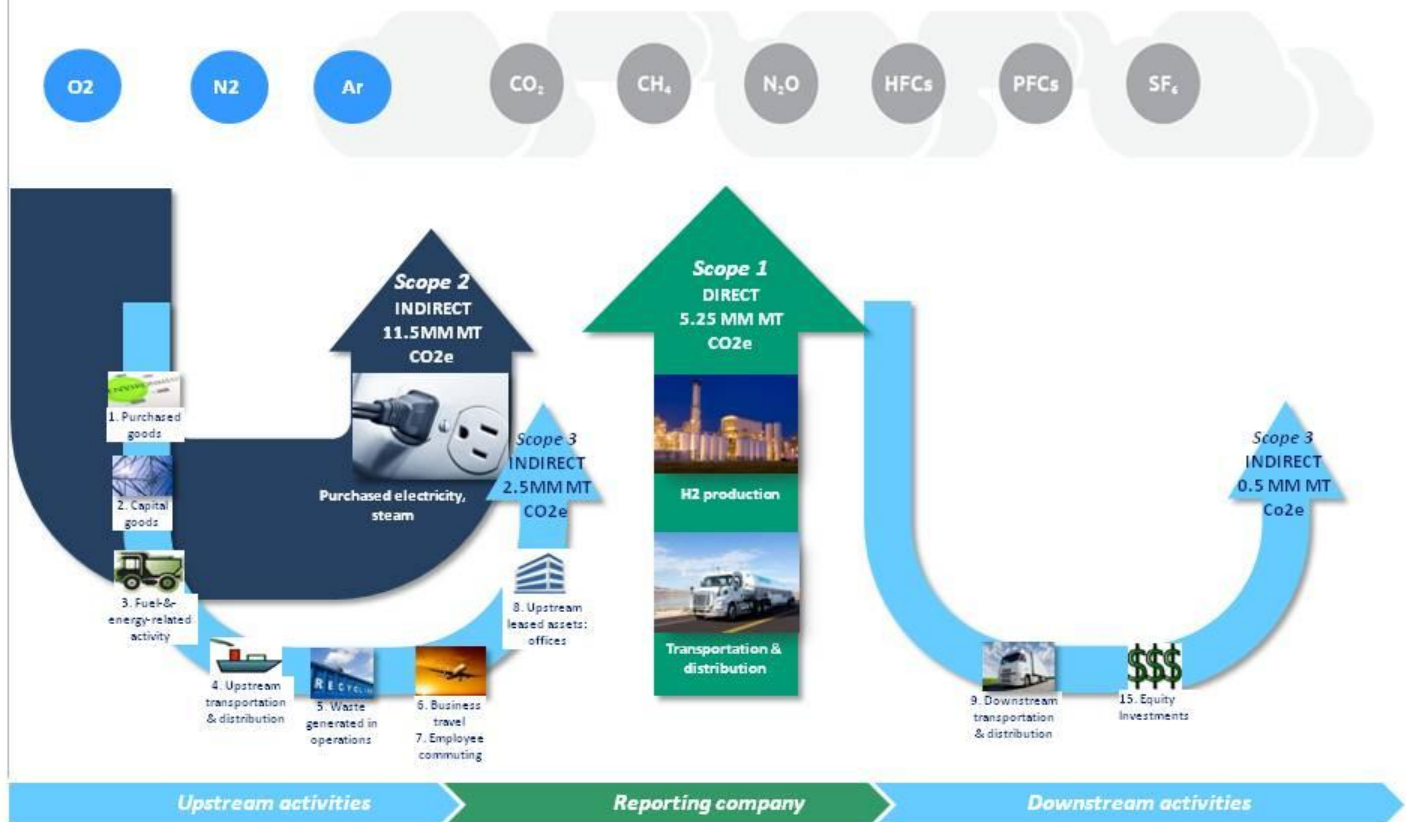 O2
N2
Ar
CO₂
CH₄
N₂O
HFCs
PFCs
SF₆
Scope 2
INDIRECT
11.5MM MT
CO2e
Purchased electricity,
steam
Scope 1
DIRECT
5.25 MM MT
CO2e
H2 production
Transportation &
distribution
1. Purchased
goods
2. Capital
goods
3. Fuel-&-
energy-related
activity
4. Upstream
transportation
& distribution
RECYCLI
5. Waste
generated in
operations
6. Business
travel
7. Employee
commuting
8. Upstream
leased assets:
offices
Scope 3
INDIRECT
2.5MM MT
CO2e
9. Downstream
transportation
& distribution
$$$
15. Equity
Investments
Scope 3
INDIRECT
0.5 MM MT
Co2e
Upstream activities
Reporting company
Downstream activities